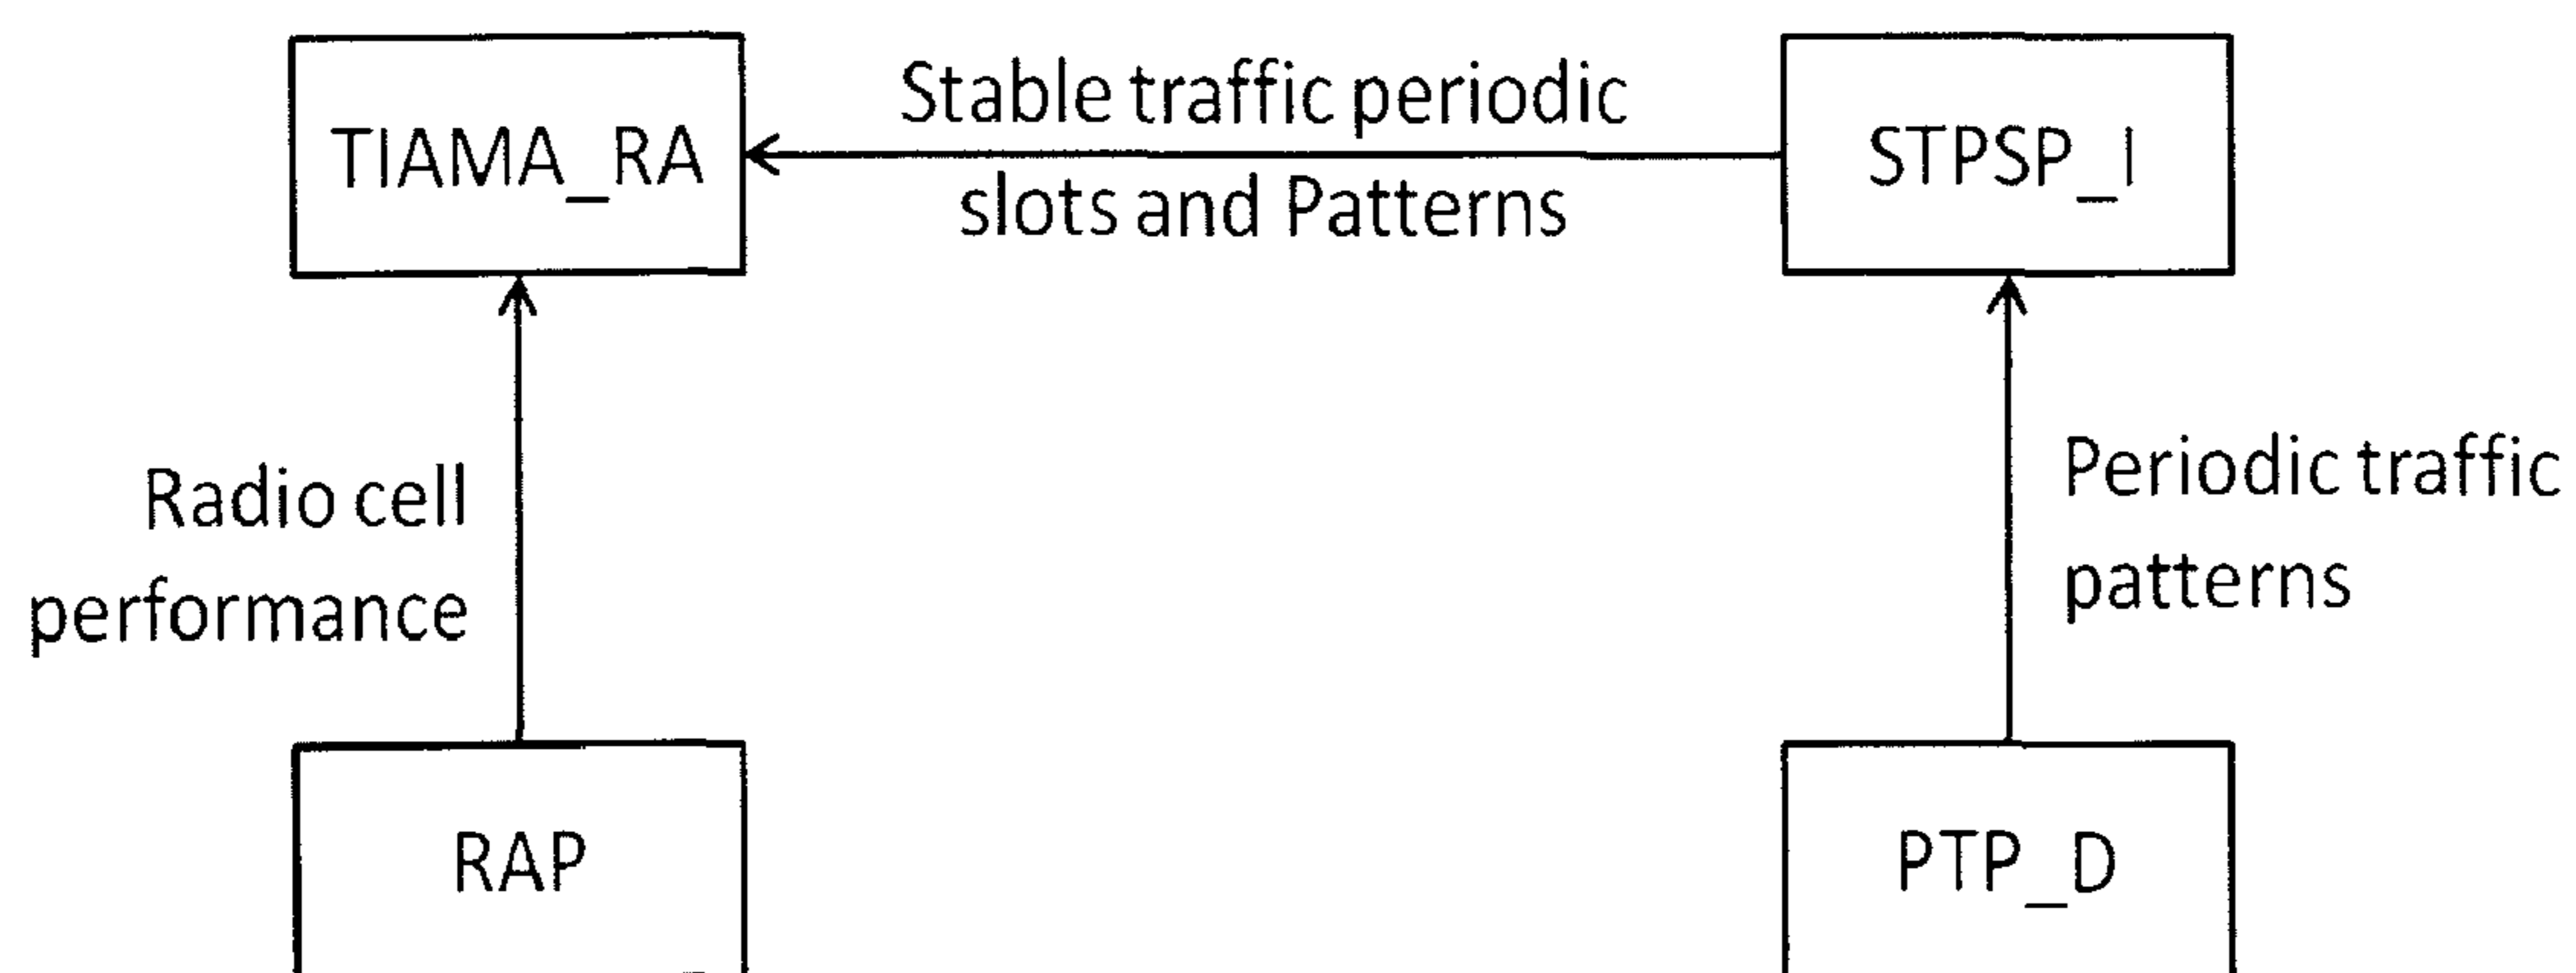 TIAMA_RA
Stable traffic periodic
slots and Patterns
STPSP_I
Radio cell
performance
Periodic traffic
patterns
RAP
PTP_D